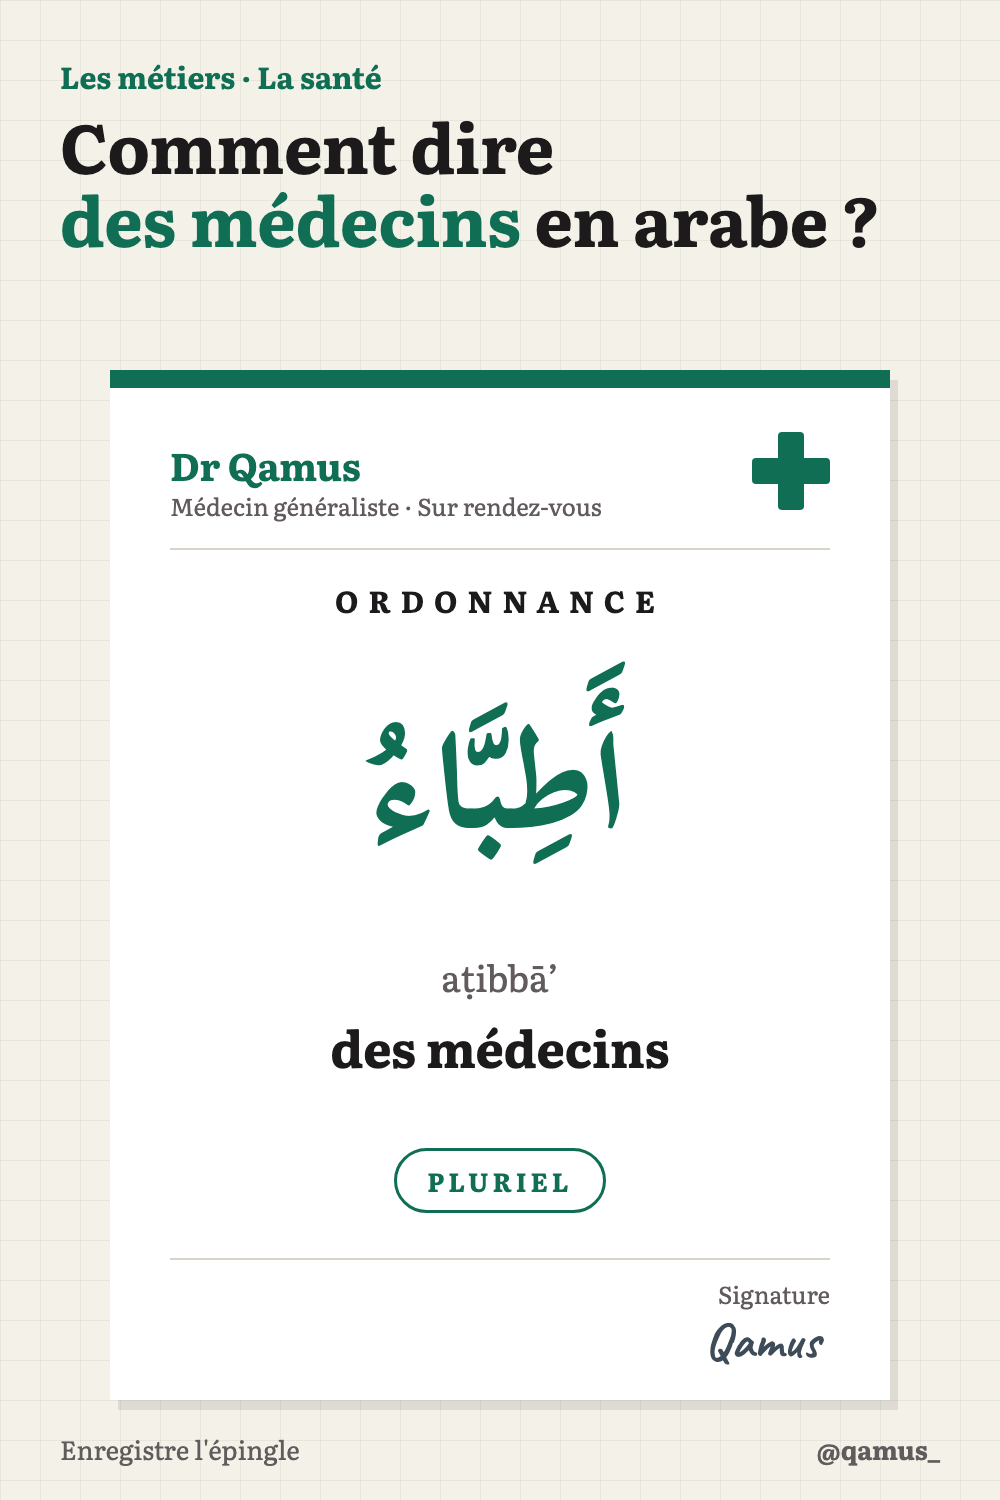 Les métiers · La santé
Comment dire
des médecins en arabe ?
Dr Qamus
Médecin généraliste · Sur rendez-vous
ORDONNANCE
أَطِبَّاءُ
aṭibbā’
des médecins
PLURIEL
Signature
Qamus
Enregistre l'épingle
@qamus_